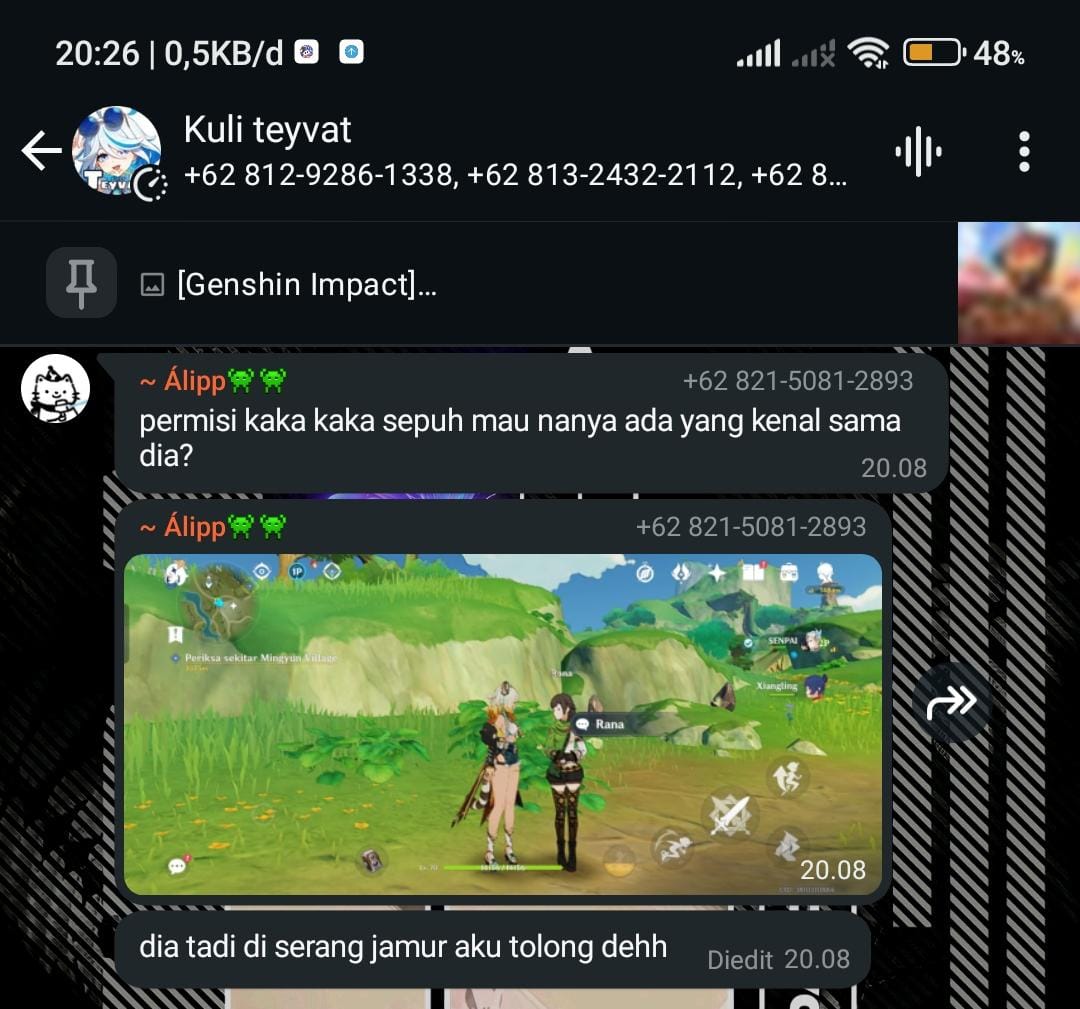 20:26 | 0,5KB/d
48%
Kuli teyvat
+62 812-9286-1338, +62 813-2432-2112, +62 8...
[Genshin Impact]...
~ Álipp👾👾 +62 821-5081-2893
permisi kaka kaka sepuh mau nanya ada yang kenal sama
dia?
20.08
~ Álipp👾👾 +62 821-5081-2893
1P
N
SENPAI 2P
Periksa sekitar Mingyun Village
Rana
Xiangling
Rana
20.08
dia tadi di serang jamur aku tolong dehh
Diedit 20.08